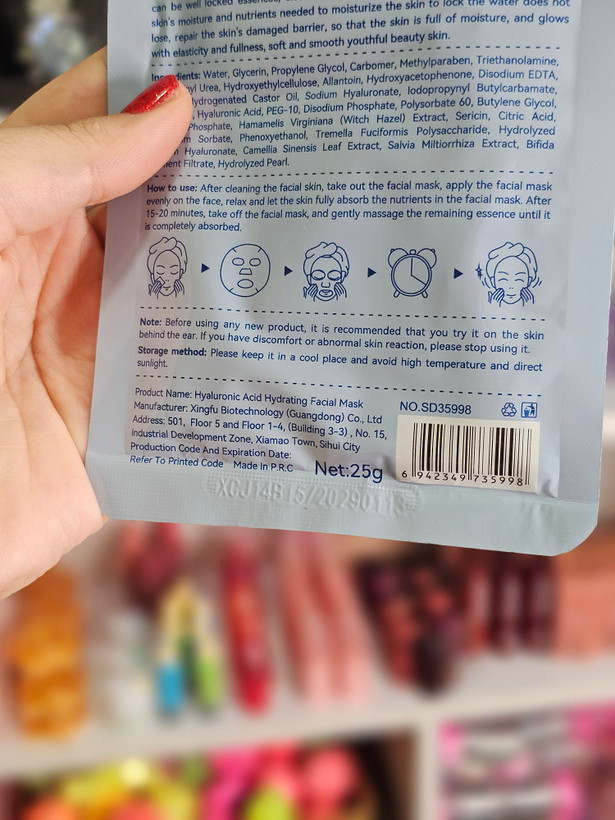 can be well locked
skin's moisture and nutrients needed to moisturize the skin to lock the water does not
lose, repair the skin's damaged barrier, so that the skin is full of moisture, and glows
with elasticity and fullness, soft and smooth youthful beauty skin.
Ingredients: Water, Glycerin, Propylene Glycol, Carbomer, Methylparaben, Triethanolamine,
Urea, Hydroxyethylcellulose, Allantoin, Hydroxyacetophenone, Disodium EDTA,
Hydrogenated Castor Oil, Sodium Hyaluronate, Iodopropynyl Butylcarbamate,
Hyaluronic Acid, PEG-10, Disodium Phosphate, Polysorbate 60, Butylene Glycol,
Phosphate, Hamamelis Virginiana (Witch Hazel) Extract, Sericin, Citric Acid,
Sorbate, Phenoxyethanol, Tremella Fuciformis Polysaccharide, Hydrolyzed
Hyaluronate, Camellia Sinensis Leaf Extract, Salvia Miltiorrhiza Extract, Bifida
Filtrate, Hydrolyzed Pearl.
How to use: After cleaning the facial skin, take out the facial mask, apply the facial mask
evenly on the face, relax and let the skin fully absorb the nutrients in the facial mask. After
15-20 minutes, take off the facial mask, and gently massage the remaining essence until it
is completely absorbed.
Note: Before using any new product, it is recommended that you try it on the skin
behind the ear. If you have discomfort or abnormal skin reaction, please stop using it.
Storage method: Please keep it in a cool place and avoid high temperature and direct
sunlight.
Product Name: Hyaluronic Acid Hydrating Facial Mask
Manufacturer: Xingfu Biotechnology (Guangdong) Co., Ltd
Address: 501, Floor 5 and Floor 1-4, (Building 3-3) , No. 15,
Industrial Development Zone, Xiamao Town, Sihui City
Production Code And Expiration Date:
Refer To Printed Code Made In P.R.C Net:25g
NO.SD35998
6 942349 735998
XCJ14B15/20290113